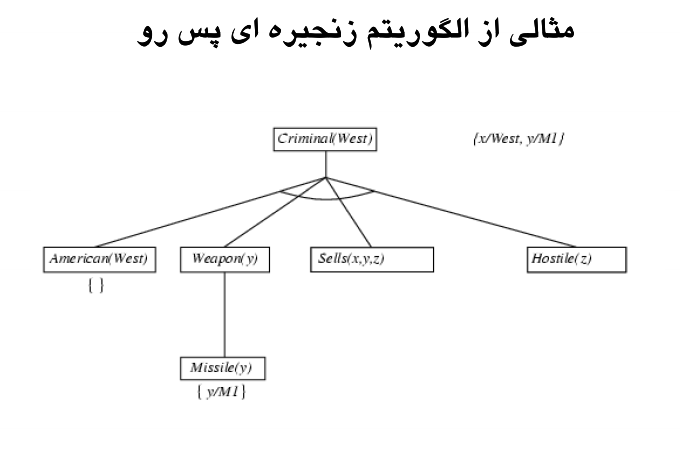 مثالی از الگوریتم زنجیره ای پس رو
Criminal(West) {x/West, y/M1}
American(West) Weapon(y) Sells(x,y,z) Hostile(z)
{ }
Missile(y)
{ y/M1}